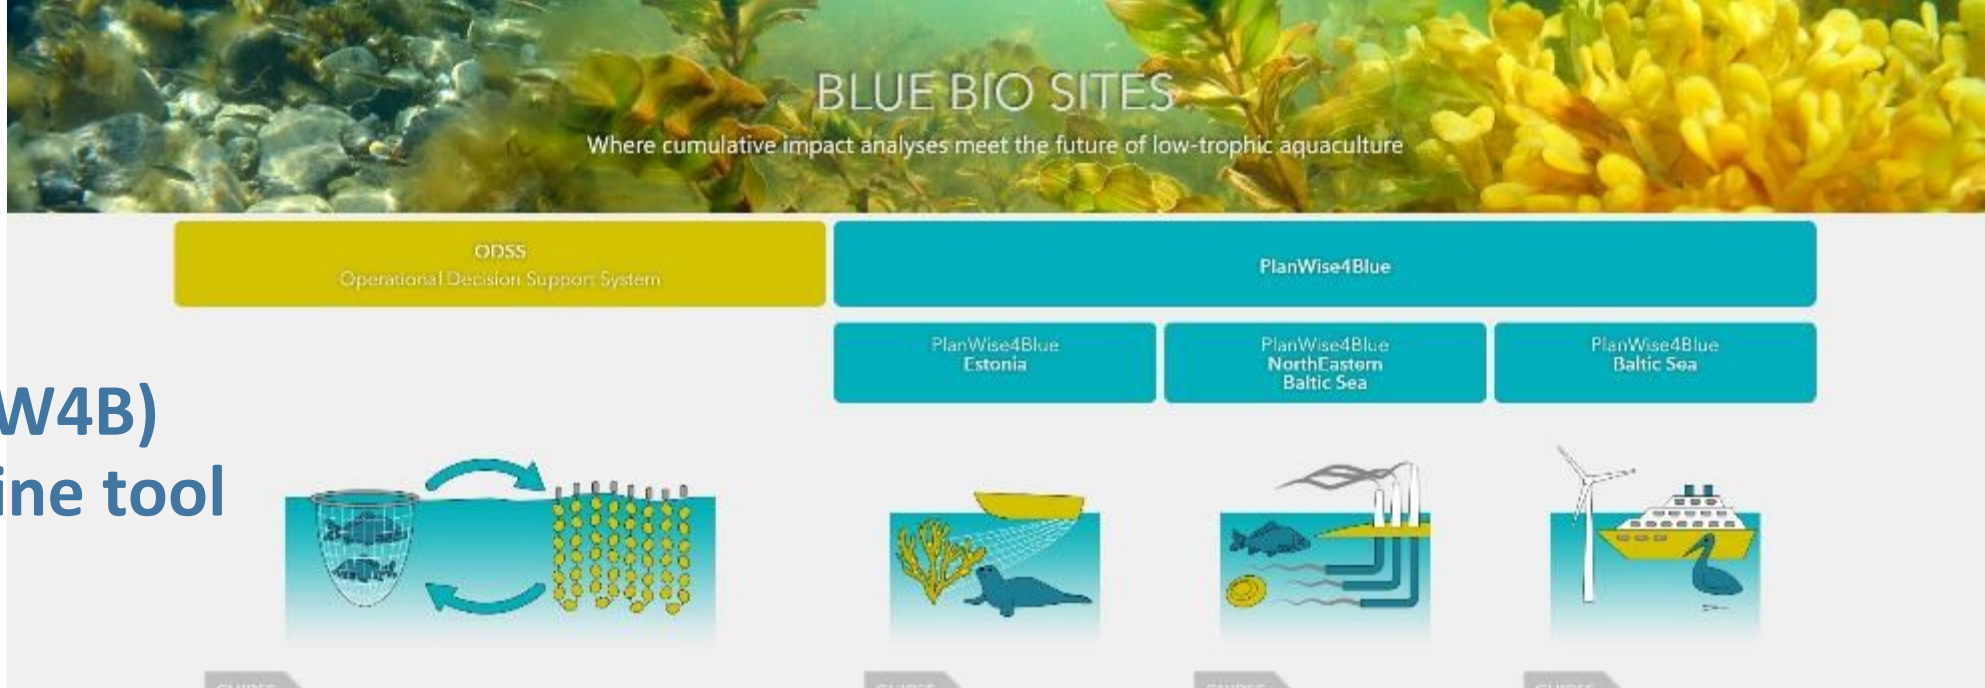 BLUE BIO SITES
Where cumulative impact analyses meet the future of low-trophic aquaculture
ODSS
Operational Decision Support System
PlanWise4Blue
PlanWise4Blue
Estonia
PlanWise4Blue
NorthEastern
Baltic Sea
PlanWise4Blue
Baltic Sea
W4B)
ine tool